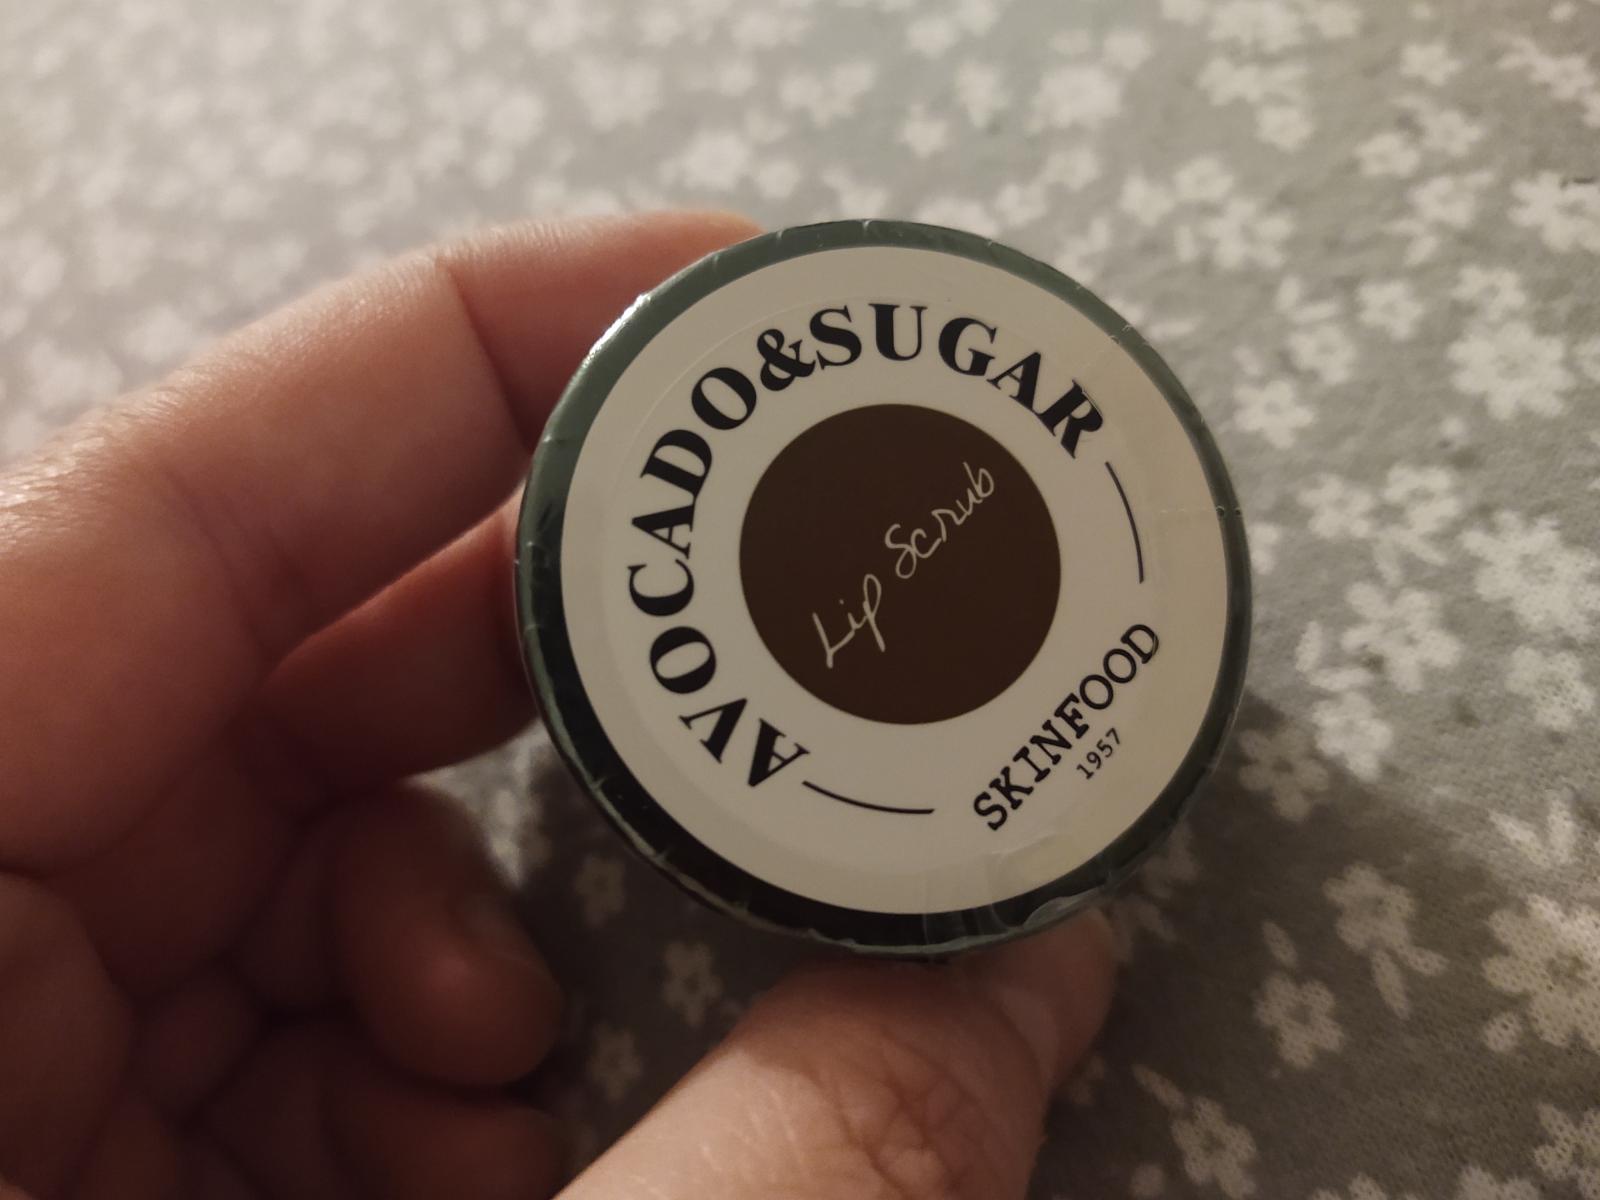 AVOCADO&SUGAR
Lip Scrub
SKINFOOD
1957